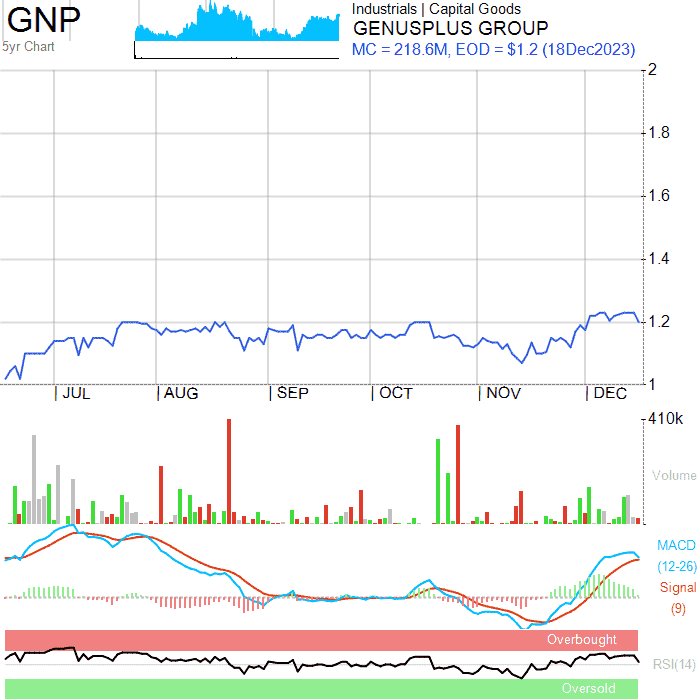 GNP
5yr Chart
Industrials | Capital Goods
GENUSPLUS GROUP
MC = 218.6M, EOD = $1.2 (18Dec2023)
2
1.8
1.6
1.4
1.2
1
| JUL | AUG | SEP | OCT | NOV | DEC
410k
Volume
MACD
(12-26)
Signal
(9)
Overbought
RSI(14)
Oversold